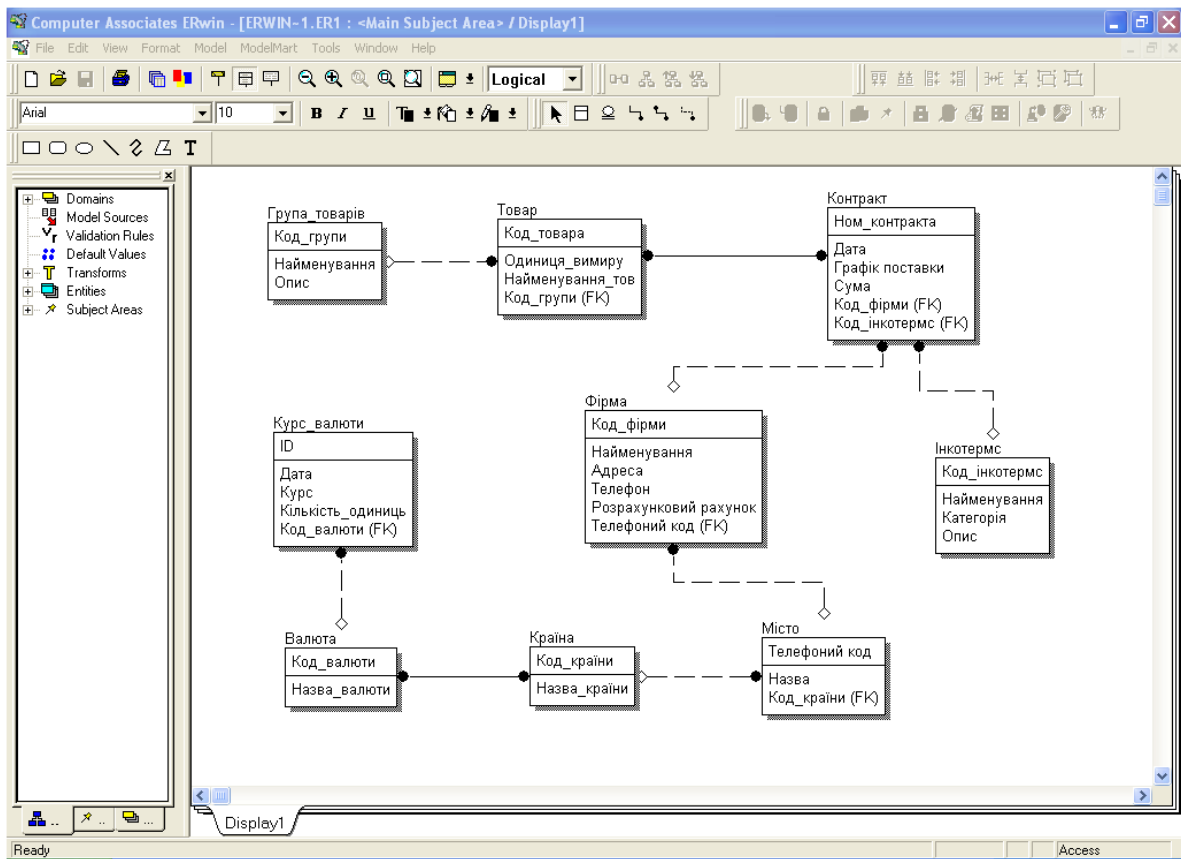 Computer Associates ERwin - [ERWIN~1.ER1 : <Main Subject Area> / Display1]
File Edit View Format Model ModelMart Tools Window Help
Logical
Arial 10 B I U
T
Domains
Model Sources
Validation Rules
Default Values
Transforms
Entities
Subject Areas
Група_товарів
Код_групи
Найменування
Опис
Товар
Код_товара
Одиниця_вимиру
Найменування_тов
Код_групи (FK)
Контракт
Ном_контракта
Дата
Графік поставки
Сума
Код_фірми (FK)
Код_інкотермс (FK)
Курс_валюти
ID
Дата
Курс
Кількість_одиниць
Код_валюти (FK)
Фірма
Код_фірми
Найменування
Адреса
Телефон
Розрахунковий рахунок
Телефоний код (FK)
Інкотермс
Код_інкотермс
Найменування
Категорія
Опис
Валюта
Код_валюти
Назва_валюти
Країна
Код_країни
Назва_країни
Місто
Телефоний код
Назва
Код_країни (FK)
Display1
Ready
Access